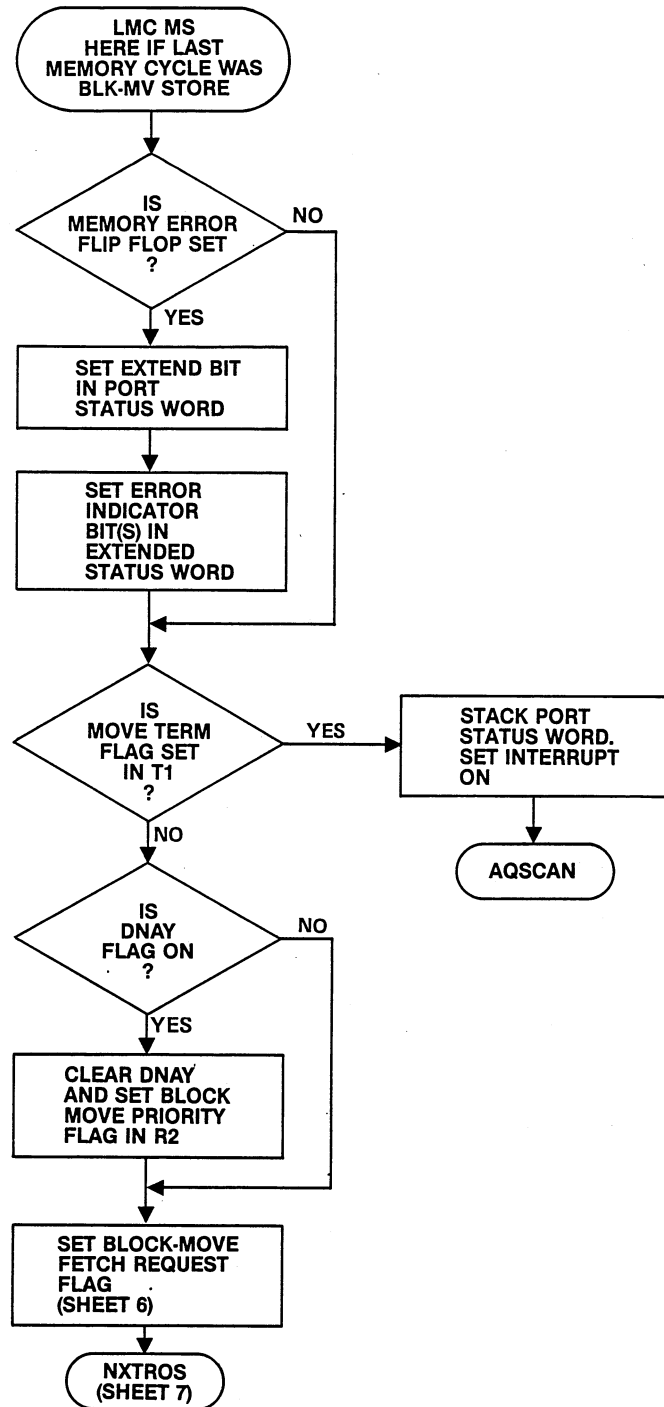 LMC MS
HERE IF LAST
MEMORY CYCLE WAS
BLK-MV STORE
IS
MEMORY ERROR
FLIP FLOP SET
?
NO
YES
SET EXTEND BIT
IN PORT
STATUS WORD
SET ERROR
INDICATOR
BIT(S) IN
EXTENDED
STATUS WORD
IS
MOVE TERM
FLAG SET
IN T1
?
YES
STACK PORT
STATUS WORD.
SET INTERRUPT
ON
AQSCAN
NO
IS
DNAY
FLAG ON
?
NO
YES
CLEAR DNAY
AND SET BLOCK
MOVE PRIORITY
FLAG IN R2
SET BLOCK-MOVE
FETCH REQUEST
FLAG
(SHEET 6)
NXTROS
(SHEET 7)